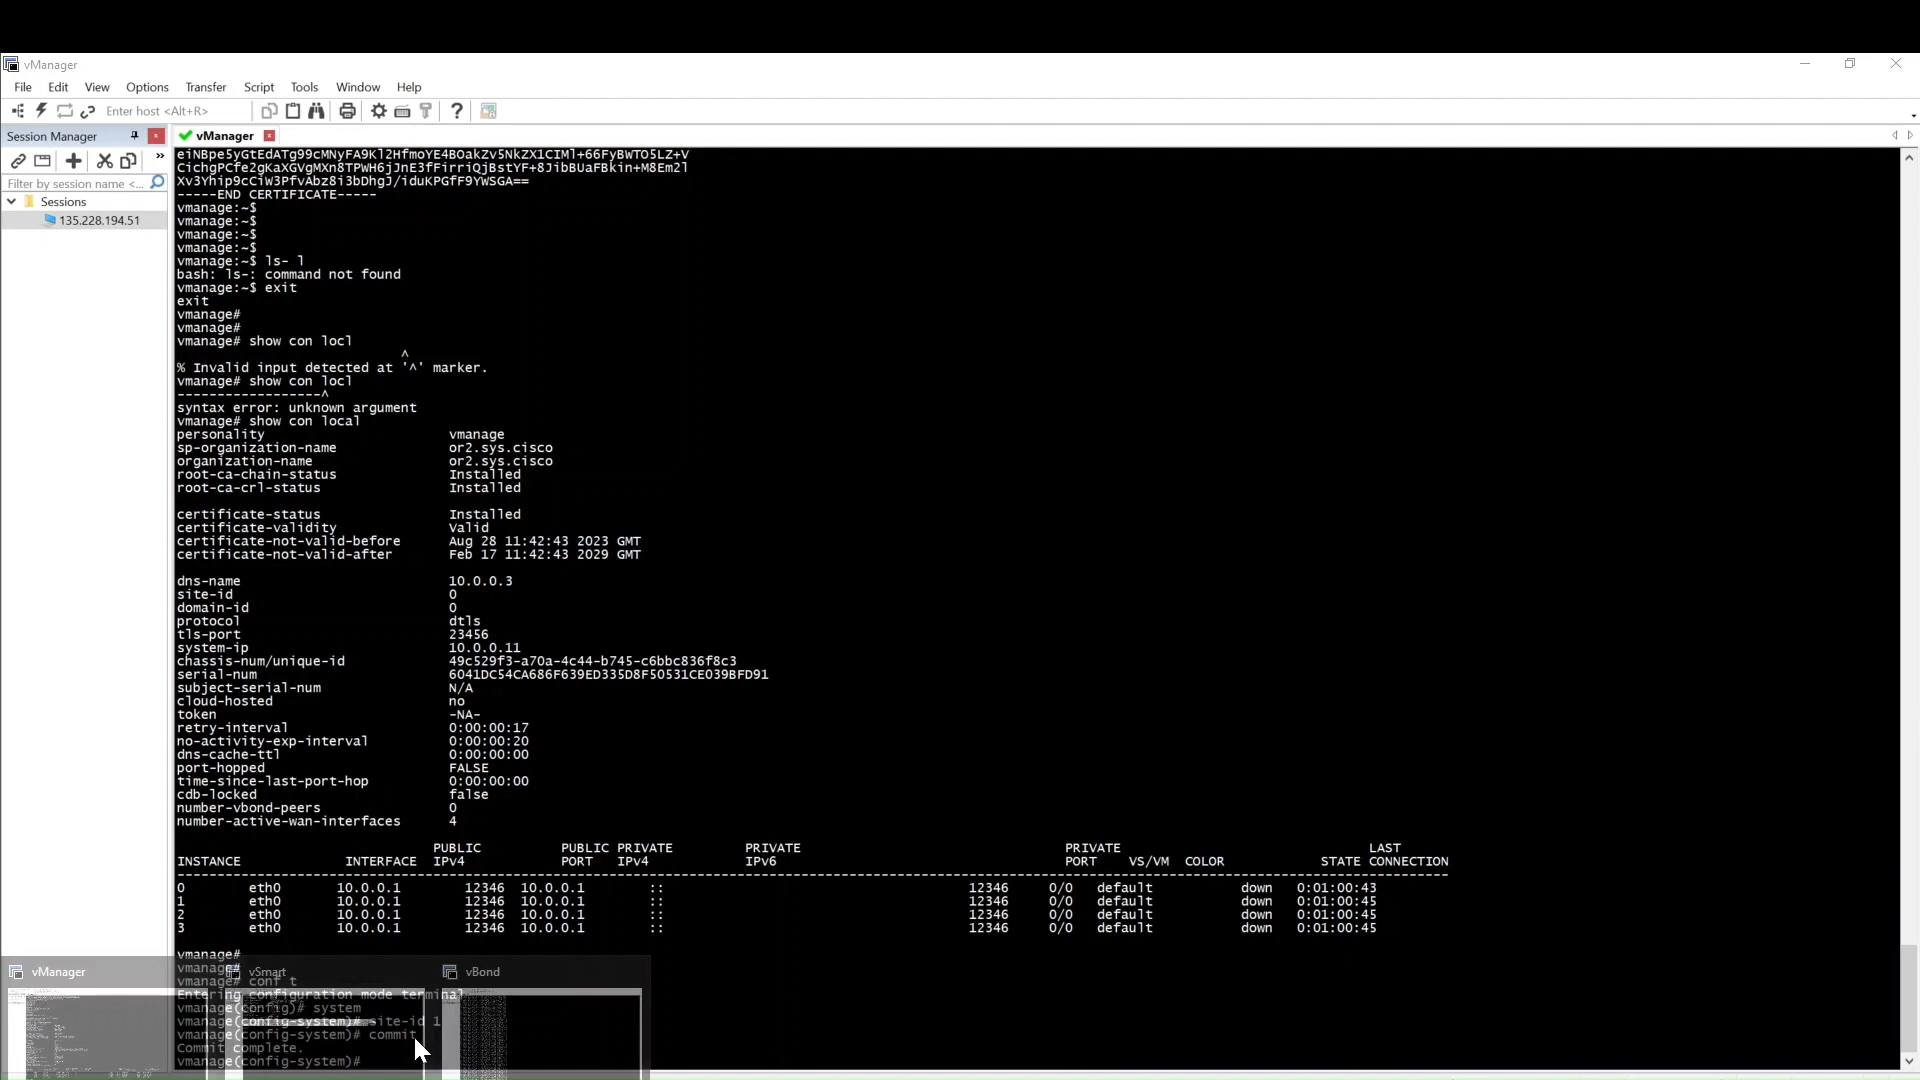 vManager
File Edit View Options Transfer Script Tools Window Help
Enter host <Alt+R>
Session Manager
vManager
Filter by session name <...
Sessions
135.228.194.51
eiNBpe5yGtEdATg99cMNyFA9Kl2HfmoYE4BOakZv5NkZX1CIMl+66FyBWTO5LZ+V
CichgPCfe2gKaXGVgMXn8TPWH6jJnE3fFirriQjBstYF+8JibBUaFBkin+M8Em2l
Xv3Yhip9cCiW3PfvAbz8i3bDhgJ/iduKPGfF9YWSGA==
-----END CERTIFICATE-----
vmanage:~$
vmanage:~$
vmanage:~$
vmanage:~$
vmanage:~$ ls- l
bash: ls-: command not found
vmanage:~$ exit
exit
vmanage#
vmanage#
vmanage# show con locl
^
% Invalid input detected at '^' marker.
vmanage# show con locl
------------------^
syntax error: unknown argument
vmanage# show con local
personality vmanage
sp-organization-name or2.sys.cisco
organization-name or2.sys.cisco
root-ca-chain-status Installed
root-ca-crl-status Installed
certificate-status Installed
certificate-validity Valid
certificate-not-valid-before Aug 28 11:42:43 2023 GMT
certificate-not-valid-after Feb 17 11:42:43 2029 GMT
dns-name 10.0.0.3
site-id 0
domain-id 0
protocol dtls
tls-port 23456
system-ip 10.0.0.11
chassis-num/unique-id 49c529f3-a70a-4c44-b745-c6bbc836f8c3
serial-num 6041DC54CA686F639ED335D8F50531CE039BFD91
subject-serial-num N/A
cloud-hosted no
token -NA-
retry-interval 0:00:00:17
no-activity-exp-interval 0:00:00:20
dns-cache-ttl 0:00:00:00
port-hopped FALSE
time-since-last-port-hop 0:00:00:00
cdb-locked false
number-vbond-peers 0
number-active-wan-interfaces 4
PUBLIC PUBLIC PRIVATE PRIVATE PRIVATE LAST
INSTANCE INTERFACE IPv4 PORT IPv4 IPv6 PORT VS/VM COLOR STATE CONNECTION
0 eth0 10.0.0.1 12346 10.0.0.1 :: 12346 0/0 default down 0:01:00:43
1 eth0 10.0.0.1 12346 10.0.0.1 :: 12346 0/0 default down 0:01:00:45
2 eth0 10.0.0.1 12346 10.0.0.1 :: 12346 0/0 default down 0:01:00:45
3 eth0 10.0.0.1 12346 10.0.0.1 :: 12346 0/0 default down 0:01:00:45
vmanage#
vmanage#
vmanage# conf t
Entering configuration mode terminal
vmanage(config)# system
vmanage(config-system)# site-id 1
vmanage(config-system)# commit
Commit complete.
vmanage(config-system)#
vManager
vSmart
vBond